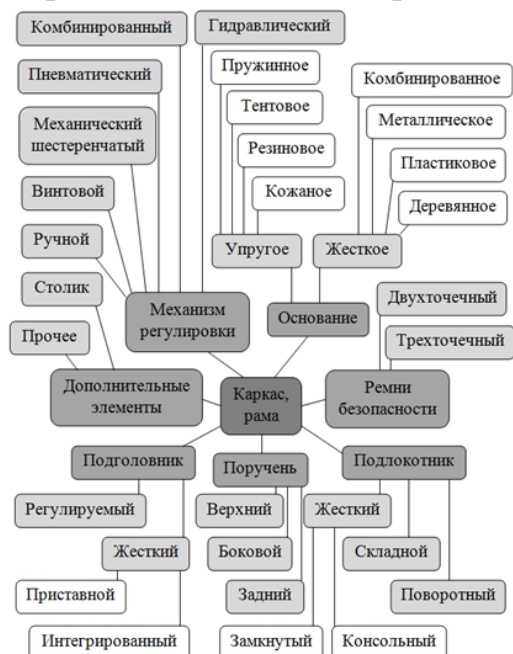 Комбинированный
Гидравлический
Пневматический
Пружинное
Комбинированное
Механический
шестеренчатый
Тентовое
Металлическое
Резиновое
Пластиковое
Винтовой
Кожаное
Деревянное
Ручной
Упругое
Жесткое
Столик
Механизм
регулировки
Основание
Двухточечный
Прочее
Трехточечный
Дополнительные
элементы
Каркас,
рама
Ремни
безопасности
Подголовник
Поручень
Подлокотник
Регулируемый
Верхний
Жесткий
Жесткий
Боковой
Складной
Приставной
Задний
Поворотный
Интегрированный
Замкнутый
Консольный